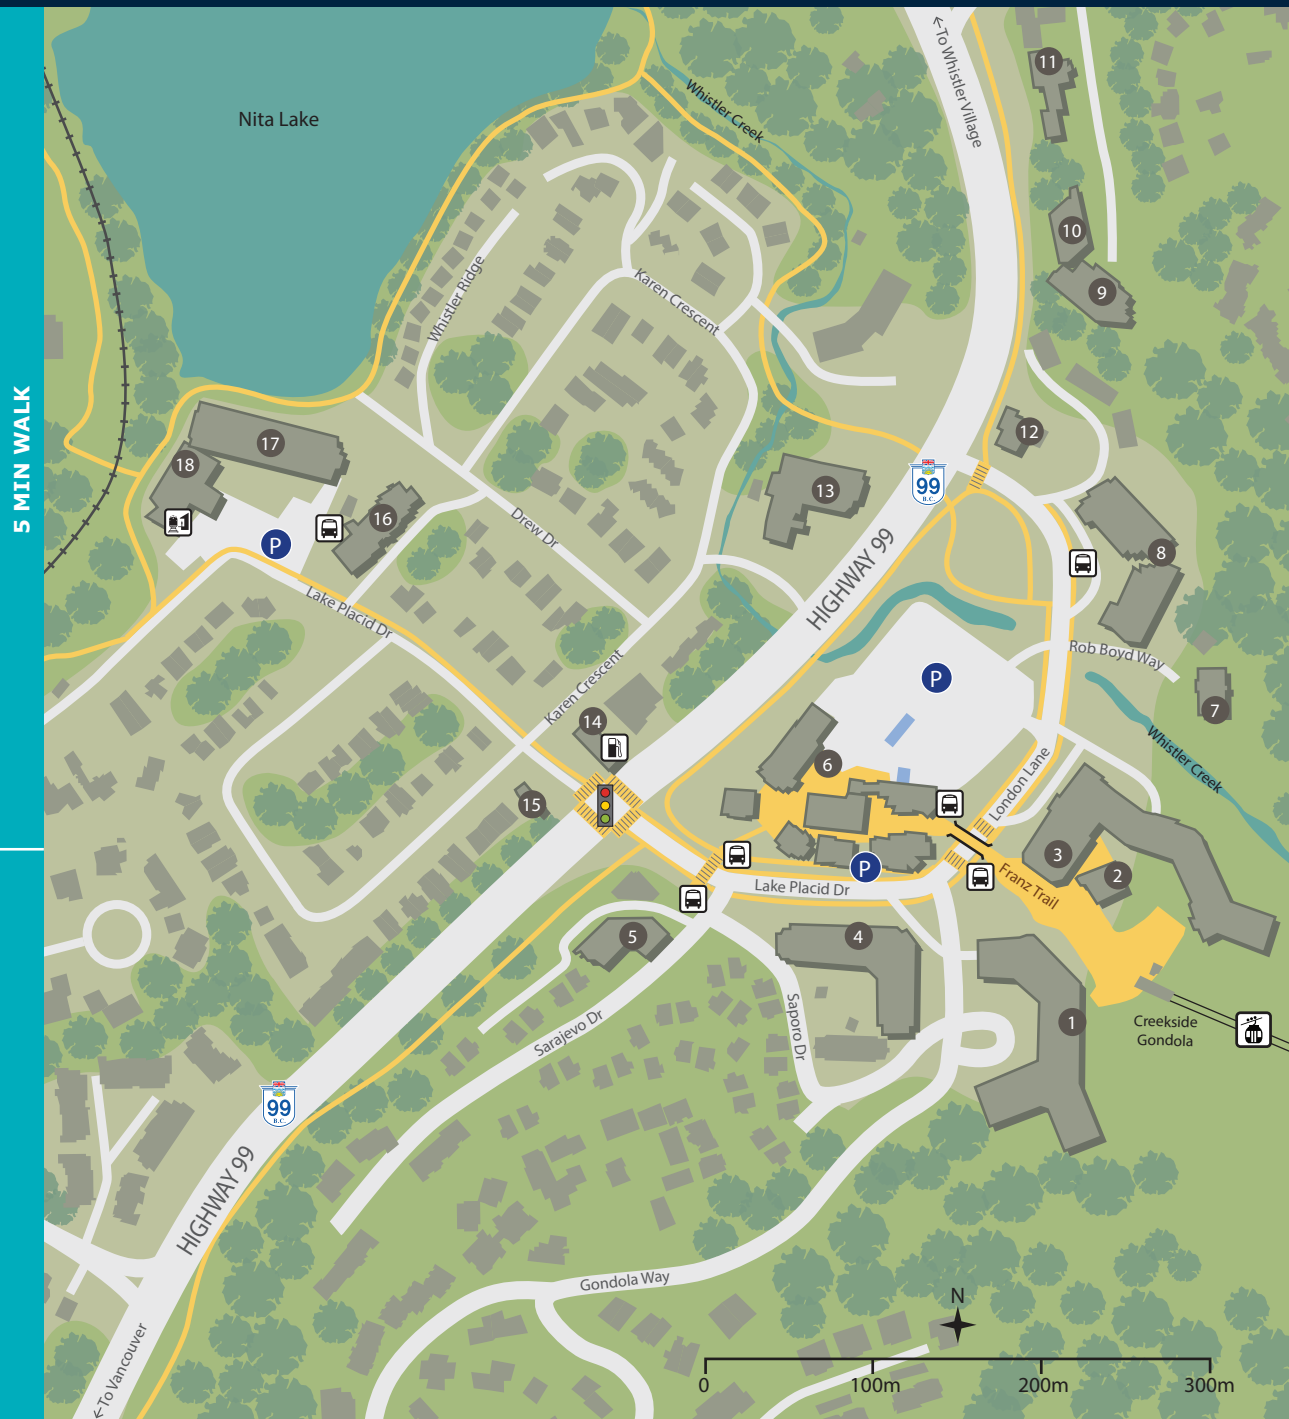 5 MIN WALK
Nita Lake
Whistler Creek
←To Whistler Village
11
10
9
Whistler Ridge
Karen Crescent
12
17
18
16
13
99
B.C.
P
Drew Dr
HIGHWAY 99
8
Lake Placid Dr
Rob Boyd Way
P
7
Karen Crescent
14
6
Whistler Creek
London Lane
15
3
P
2
Lake Placid Dr
Franz Trail
5
4
1
Saporo Dr
Sarajevo Dr
Creekside
Gondola
99
B.C.
HIGHWAY 99
Gondola Way
N
←To Vancouver
0
100m
200m
300m